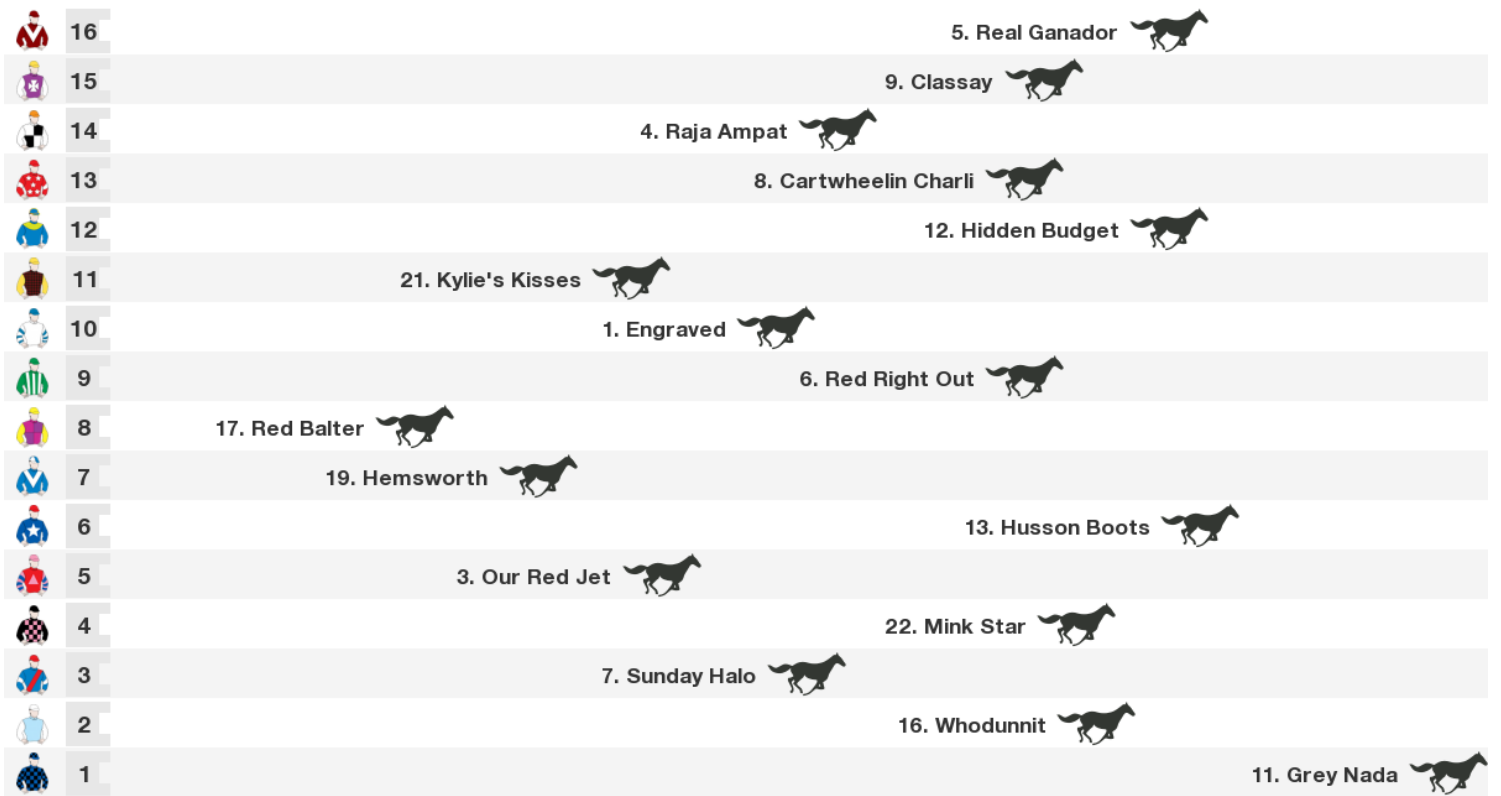 16 5. Real Ganador
15 9. Classay
14 4. Raja Ampat
13 8. Cartwheelin Charli
12 12. Hidden Budget
11 21. Kylie's Kisses
10 1. Engraved
9 6. Red Right Out
8 17. Red Balter
7 19. Hemsworth
6 13. Husson Boots
5 3. Our Red Jet
4 22. Mink Star
3 7. Sunday Halo
2 16. Whodunnit
1 11. Grey Nada